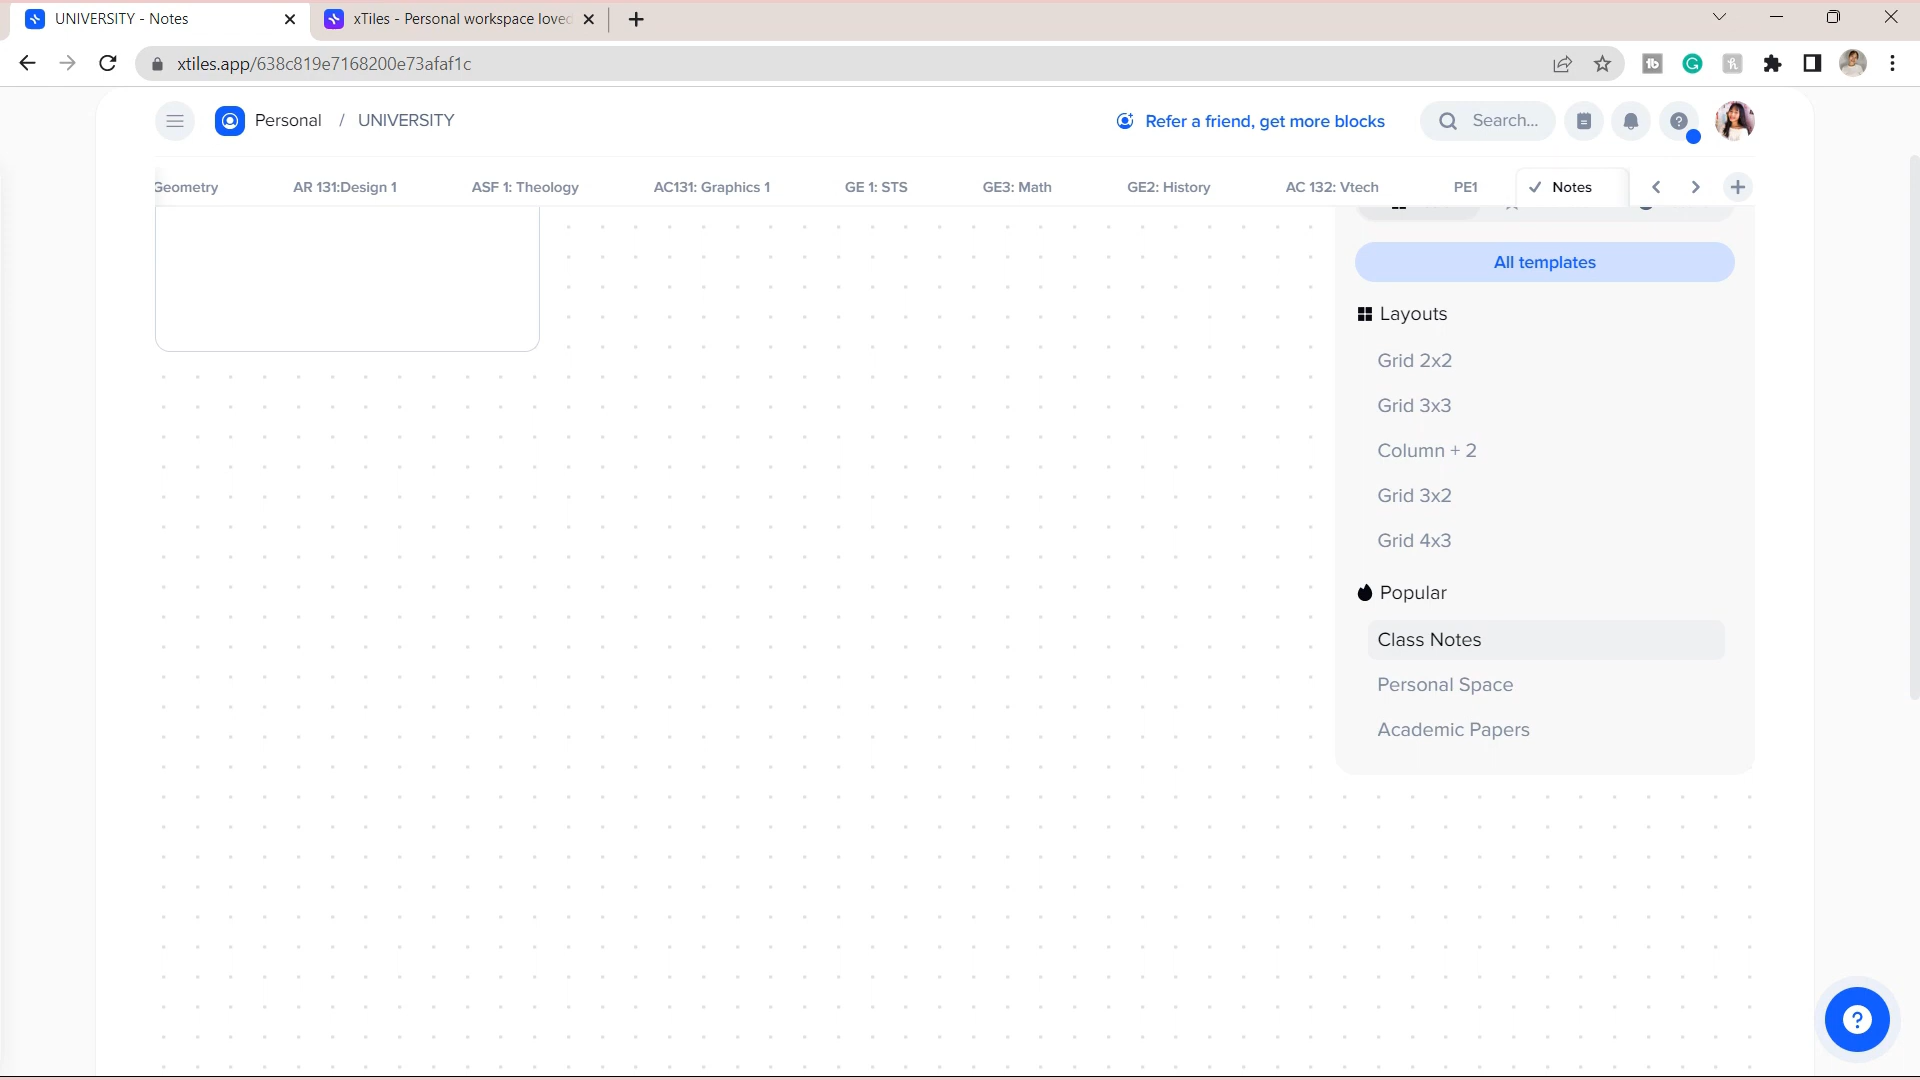 UNIVERSITY - Notes
xTiles - Personal workspace loved
xtiles.app/638c819e7168200e73afaf1c
Personal / UNIVERSITY
Refer a friend, get more blocks
Search...
Geometry
AR 131:Design 1
ASF 1: Theology
AC131: Graphics 1
GE 1: STS
GE3: Math
GE2: History
AC 132: Vtech
PE1
Notes
All templates
Layouts
Grid 2x2
Grid 3x3
Column + 2
Grid 3x2
Grid 4x3
Popular
Class Notes
Personal Space
Academic Papers